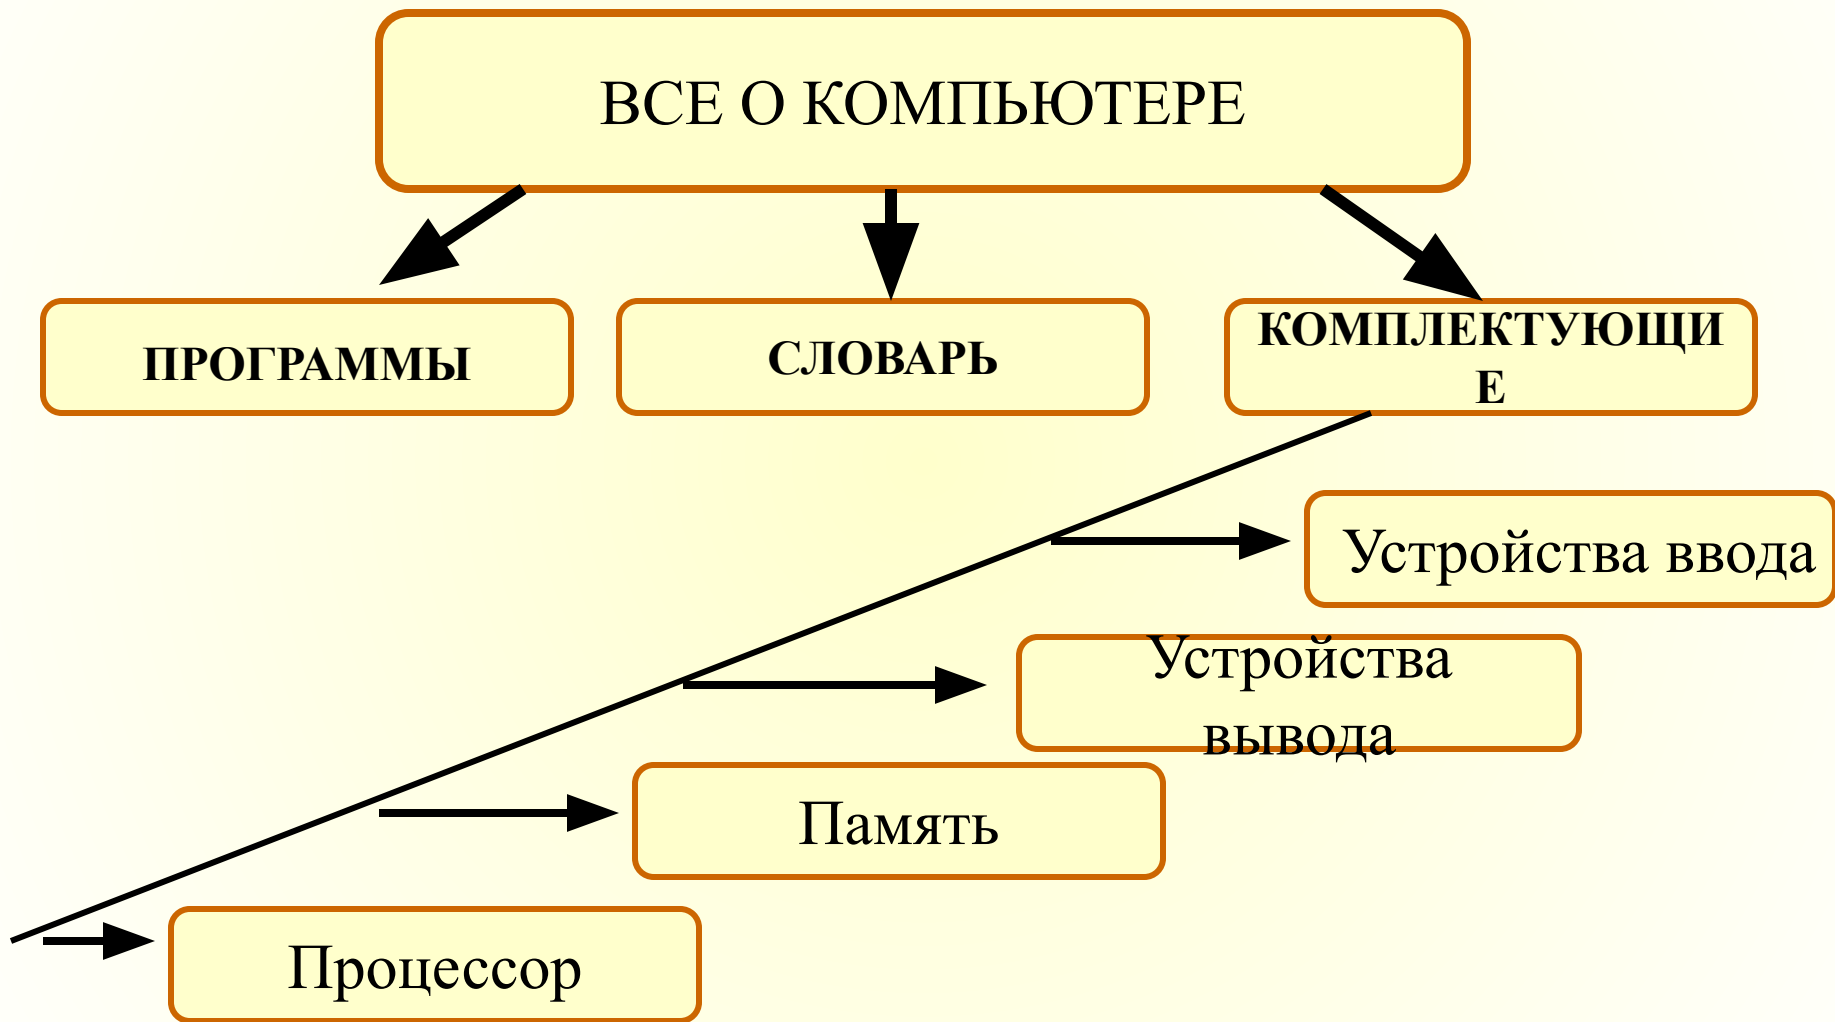 ВСЕ О КОМПЬЮТЕРЕ
ПРОГРАММЫ
СЛОВАРЬ
КОМПЛЕКТУЮЩИ
Е
Устройства ввода
Устройства
вывода
Память
Процессор